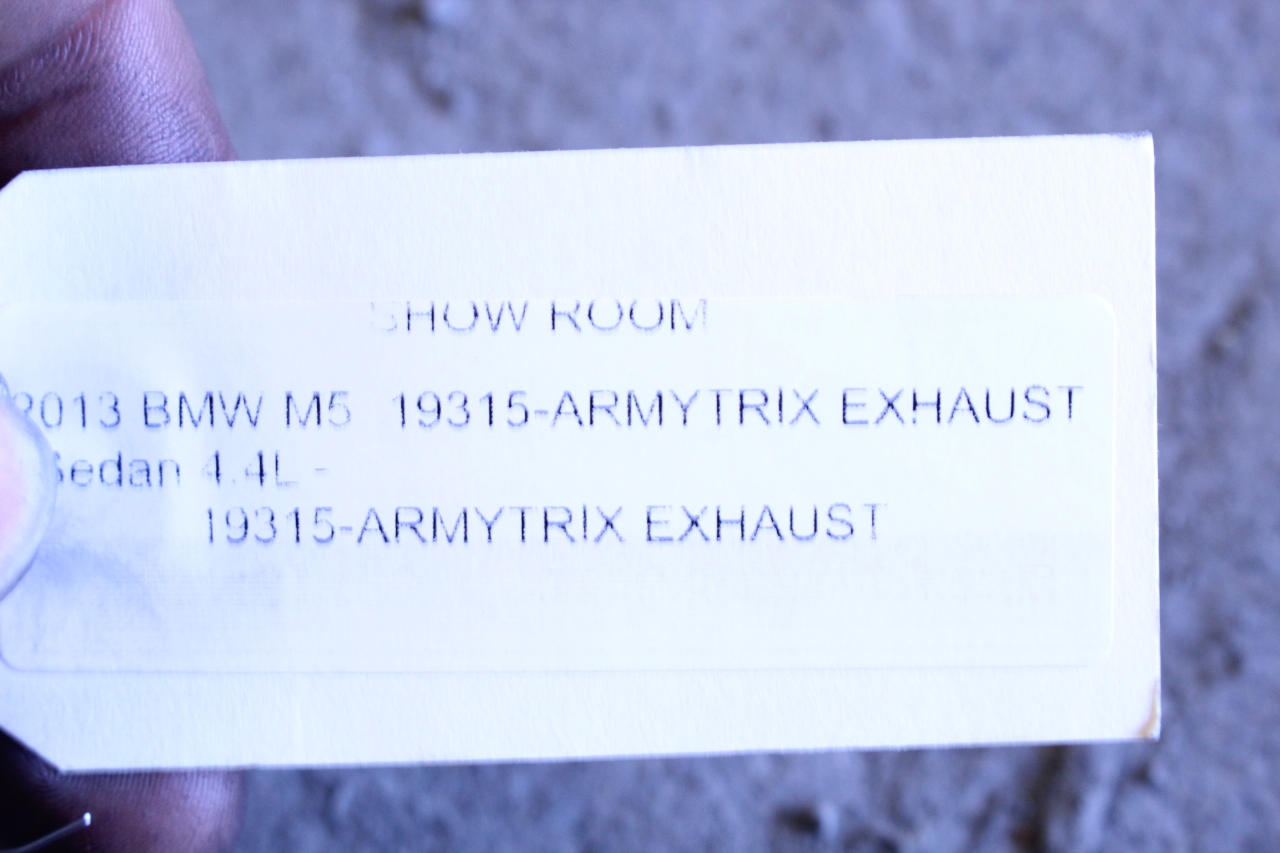 SHOW ROOM
2013 BMW M5 19315-ARMYTRIX EXHAUST
Sedan 4.4L -
19315-ARMYTRIX EXHAUST